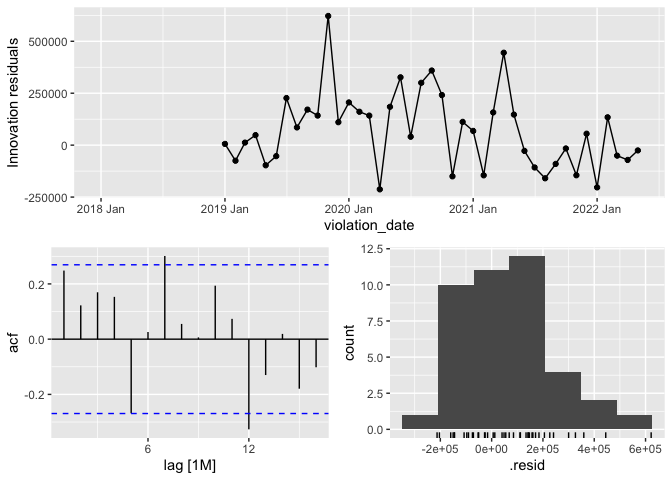 Innovation residuals
500000
250000
0
-250000
2018 Jan 2019 Jan 2020 Jan 2021 Jan 2022 Jan
violation_date
acf
0.2
0.0
-0.2
6 12
lag [1M]
count
12.5
10.0
7.5
5.0
2.5
0.0
-2e+05 0e+00 2e+05 4e+05 6e+05
.resid